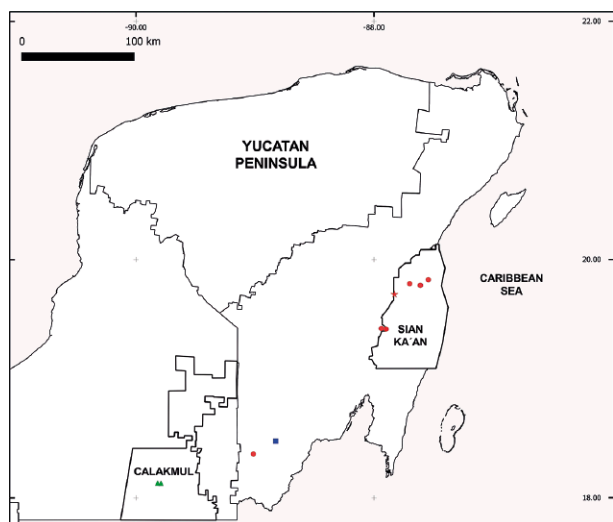 -90.00
-88.00
22.00
0 100 km
YUCATAN
PENINSULA
20.00
CARIBBEAN
SEA
SIAN
KA´AN
CALAKMUL
18.00